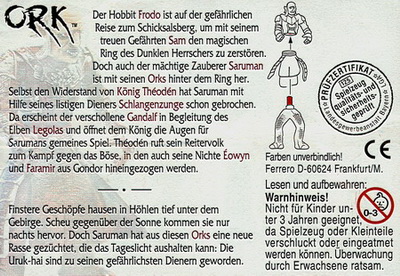 ORK™
Der Hobbit Frodo ist auf der gefährlichen
Reise zum Schicksalsberg, um mit seinem
treuen Gefährten Sam den magischen
Ring des Dunklen Herrschers zu zerstören.
Doch auch der mächtige Zauberer Saruman
ist mit seinen Orks hinter dem Ring her.
Selbst den Widerstand von König Théodén hat Saruman mit
Hilfe seines listigen Dieners Schlangenzunge schon gebrochen.
Da erscheint der verschollene Gandalf in Begleitung des
Elben Legolas und öffnet dem König die Augen für
Sarumans gemeines Spiel. Théodén ruft sein Reitervolk
zum Kampf gegen das Böse, in den auch seine Nichte Éowyn
und Faramir aus Gondor hineingezogen werden.
Finstere Geschöpfe hausen in Höhlen tief unter dem
Gebirge. Scheu gegenüber der Sonne kommen sie nur
nachts hervor. Doch Saruman hat aus diesen Orks eine neue
Rasse gezüchtet, die das Tageslicht aushalten kann: Die
Uruk-hai sind zu seinen gefährlichsten Dienern geworden.
PRÜFZERTIFIKAT
Spielzeug
qualitäts- und
sicherheits-
geprüft
Landesgewerbeanstalt Bayern
CE
Farben unverbindlich!
Ferrero D-60624 Frankfurt/M.
Lesen und aufbewahren:
Warnhinweis!
Nicht für Kinder un-
ter 3 Jahren geeignet,
da Spielzeug oder Kleinteile
verschluckt oder eingeatmet
werden können. Überwachung
durch Erwachsene ratsam.
0-3